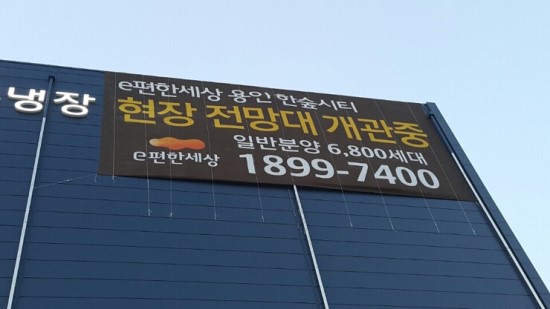 냉장
e편한세상 용인 한숲시티
현장 전망대 개관중
일반분양 6,800세대
e편한세상
1899-7400